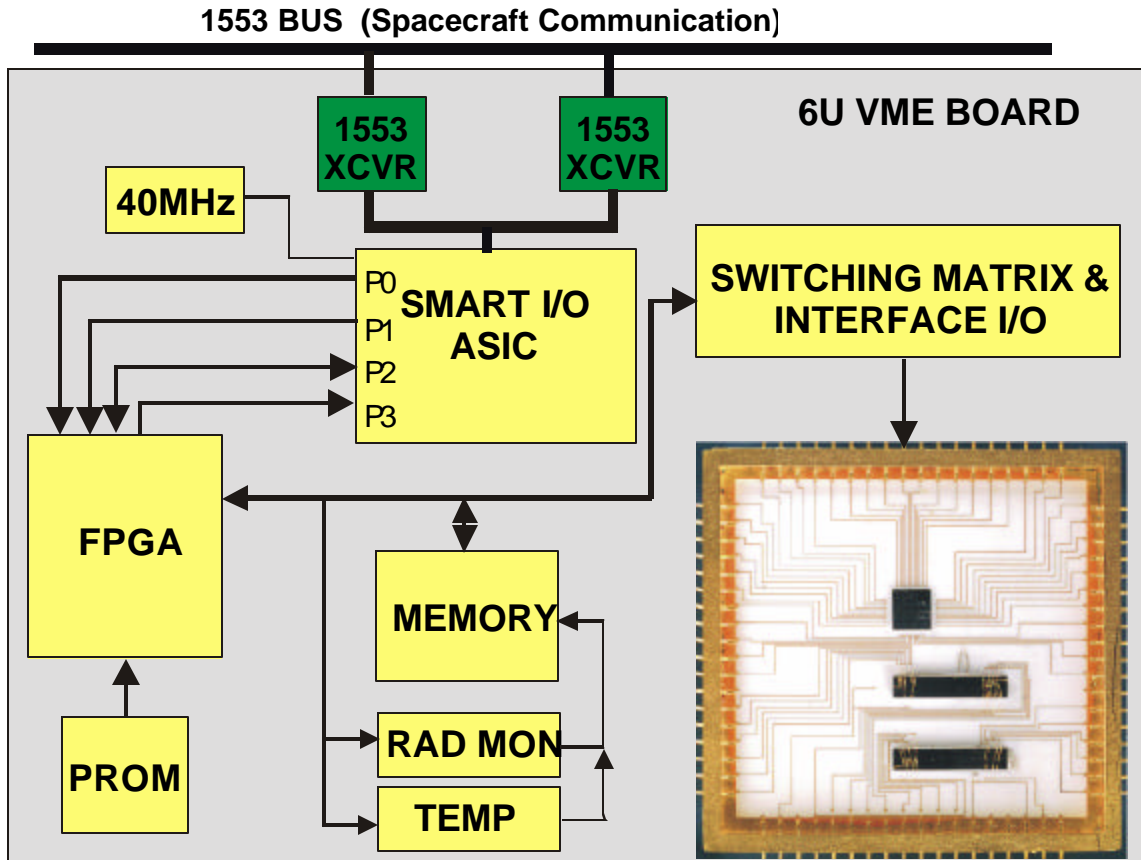 1553 BUS (Spacecraft Communication)
6U VME BOARD
1553
XCVR
1553
XCVR
40MHz
SWITCHING MATRIX &
INTERFACE I/O
P0
SMART I/O
ASIC
P1
P2
P3
FPGA
MEMORY
RAD MON
PROM
TEMP